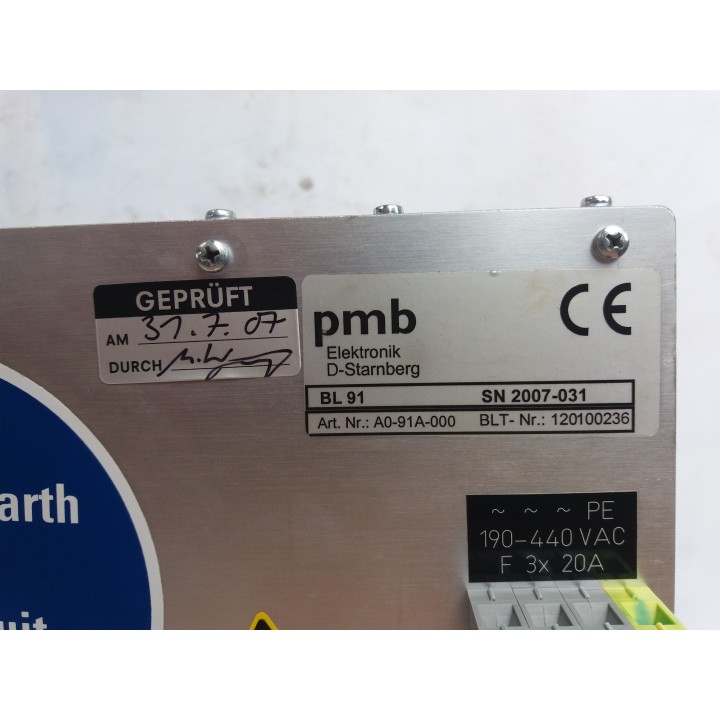 GEPRÜFT
AM 31.7.07
DURCH
pmb
Elektronik
D-Starnberg
CE
BL 91 SN 2007-031
Art. Nr.: A0-91A-000 BLT- Nr.: 120100236
arth
uit
~ ~ ~ PE
190-440 VAC
F 3x 20A